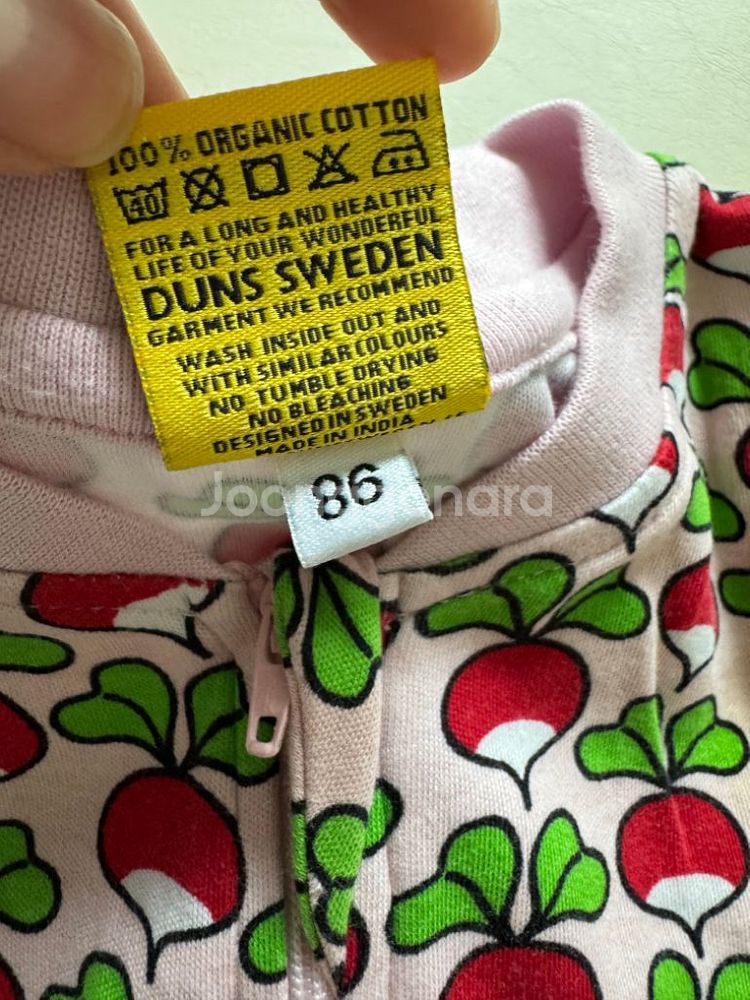 100% ORGANIC COTTON
40
FOR A LONG AND HEALTHY
LIFE OF YOUR WONDERFUL
DUNS SWEDEN
GARMENT WE RECOMMEND
WASH INSIDE OUT AND
WITH SIMILAR COLOURS
NO TUMBLE DRYING
NO BLEACHING
DESIGNED IN SWEDEN
MADE IN INDIA
86